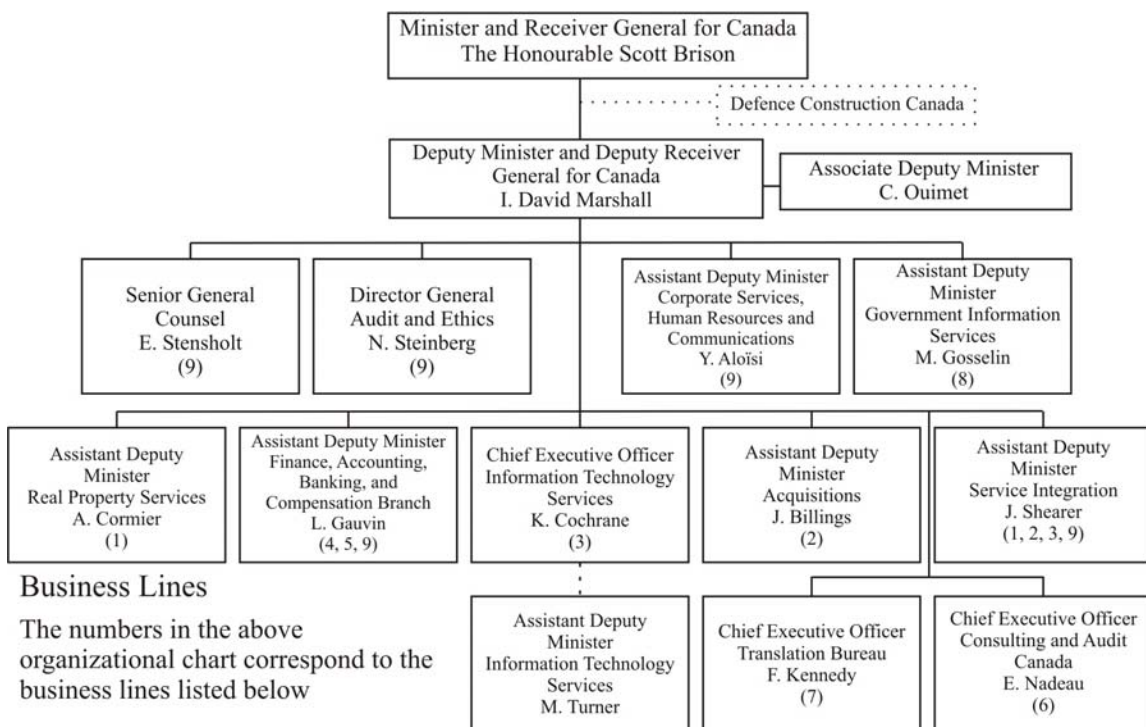 Minister and Receiver General for Canada
The Honourable Scott Brison
Defence Construction Canada
Deputy Minister and Deputy Receiver
General for Canada
I. David Marshall
Associate Deputy Minister
C. Ouimet
Senior General
Counsel
E. Stensholt
(9)
Director General
Audit and Ethics
N. Steinberg
(9)
Assistant Deputy Minister
Corporate Services,
Human Resources and
Communications
Y. Aloïsi
(9)
Assistant Deputy
Minister
Government Information
Services
M. Gosselin
(8)
Assistant Deputy
Minister
Real Property Services
A. Cormier
(1)
Assistant Deputy Minister
Finance, Accounting,
Banking, and
Compensation Branch
L. Gauvin
(4, 5, 9)
Chief Executive Officer
Information Technology
Services
K. Cochrane
(3)
Assistant Deputy
Minister
Acquisitions
J. Billings
(2)
Assistant Deputy
Minister
Service Integration
J. Shearer
(1, 2, 3, 9)
Assistant Deputy
Minister
Information Technology
Services
M. Turner
Chief Executive Officer
Translation Bureau
F. Kennedy
(7)
Chief Executive Officer
Consulting and Audit
Canada
E. Nadeau
(6)
Business Lines
The numbers in the above
organizational chart correspond to the
business lines listed below